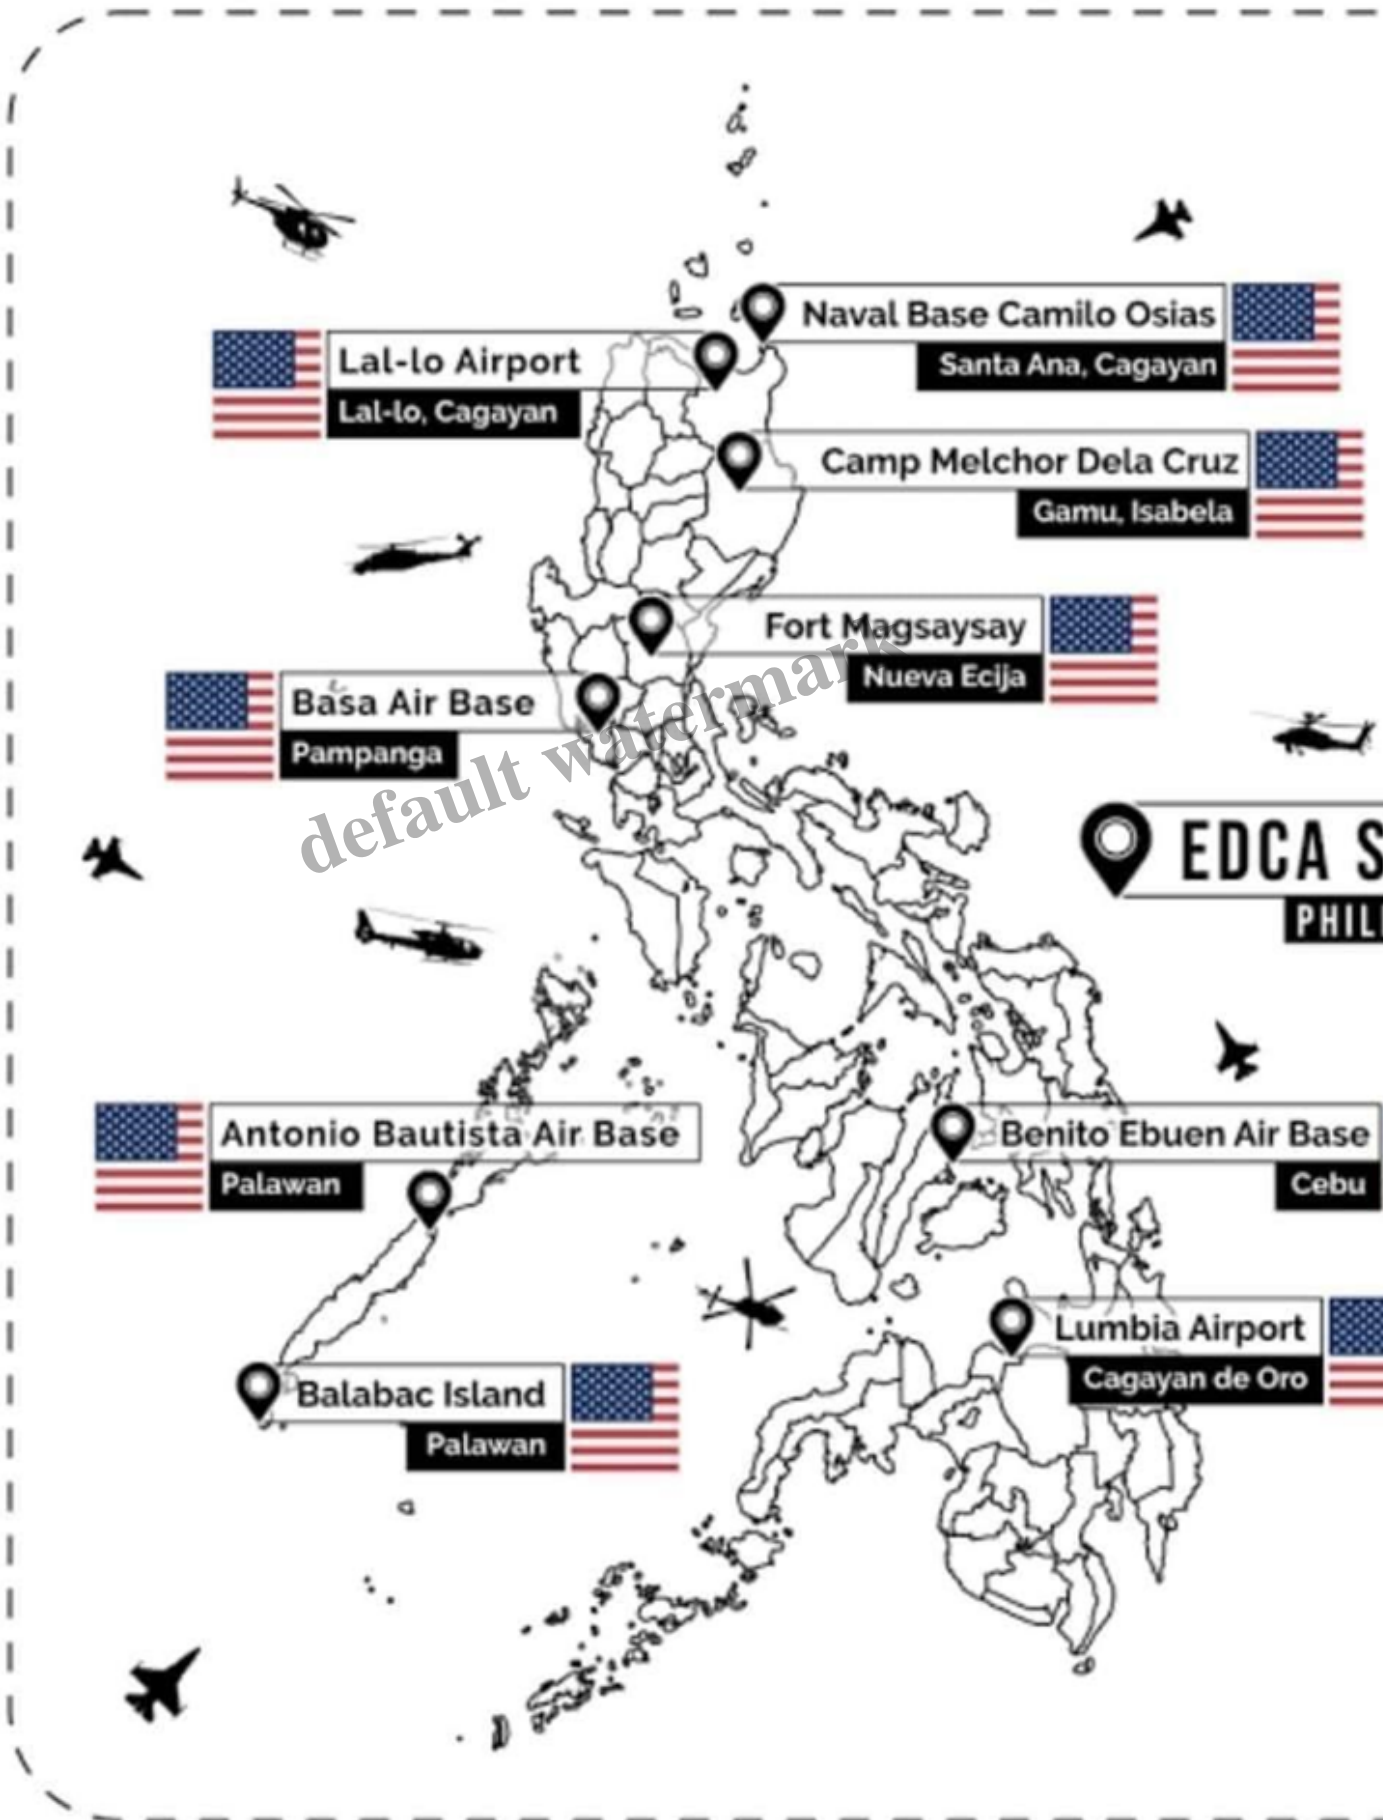 Naval Base Camilo Osias
Santa Ana, Cagayan
Lal-lo Airport
Lal-lo, Cagayan
Camp Melchor Dela Cruz
Gamu, Isabela
Fort Magsaysay
Nueva Ecija
Basa Air Base
Pampanga
default watermark
EDCA S
PHILI
Antonio Bautista Air Base
Palawan
Benito Ebuen Air Base
Cebu
Lumbia Airport
Cagayan de Oro
Balabac Island
Palawan